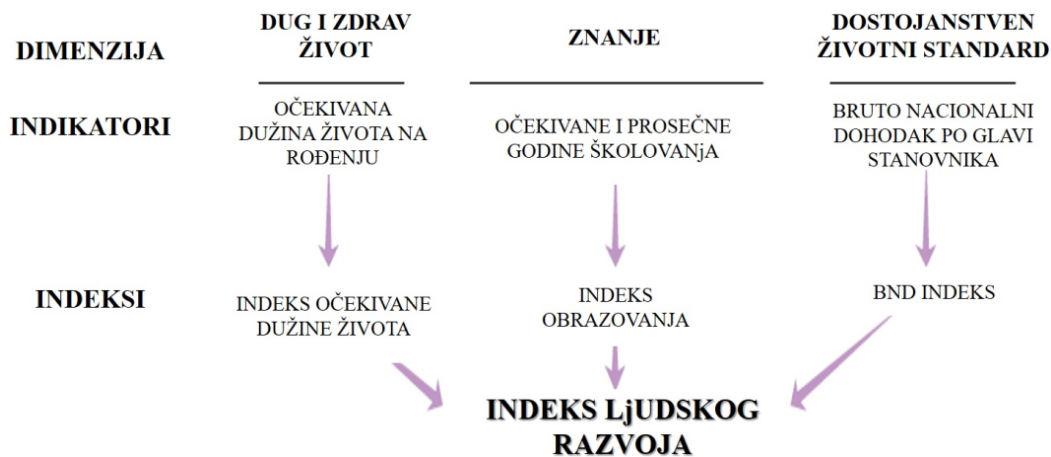 DIMENZIJA
DUG I ZDRAV
ŽIVOT
ZNANJE
DOSTOJANSTVEN
ŽIVOTNI STANDARD
INDIKATORI
OČEKIVANA
DUŽINA ŽIVOTA NA
ROĐENJU
OČEKIVANE I PROSEČNE
GODINE ŠKOLOVANjA
BRUTO NACIONALNI
DOHODAK PO GLAVI
STANOVNIKA
INDEKSI
INDEKS OČEKIVANE
DUŽINE ŽIVOTA
INDEKS
OBRAZOVANJA
BND INDEKS
INDEKS LjUDSKOG
RAZVOJA